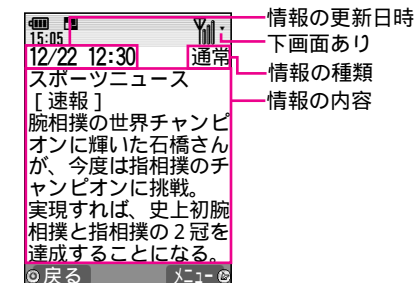 15:05
12/22 12:30 通常
スポーツニュース
[速報]
腕相撲の世界チャンピ
オンに輝いた石橋さん
が、今度は指相撲のチ
ャンピオンに挑戦。
実現すれば、史上初腕
相撲と指相撲の2冠を
達成することになる。
戻る メニュー
情報の更新日時
下画面あり
情報の種類
情報の内容